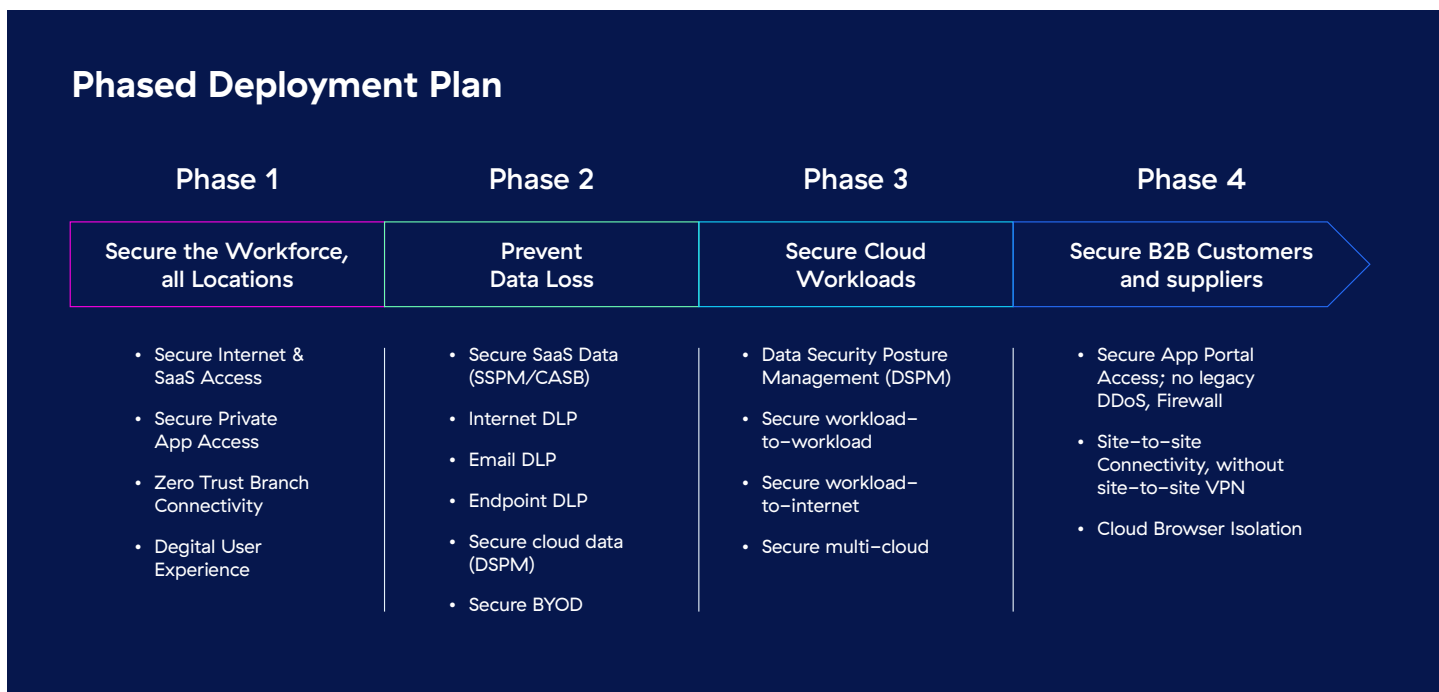 Phased Deployment Plan
Phase 1
Secure the Workforce,
all Locations
• Secure Internet &
SaaS Access
• Secure Private
App Access
• Zero Trust Branch
Connectivity
• Degital User
Experience
Phase 2
Prevent
Data Loss
• Secure SaaS Data
(SSPM/CASB)
• Internet DLP
• Email DLP
• Endpoint DLP
• Secure cloud data
(DSPM)
• Secure BYOD
Phase 3
Secure Cloud
Workloads
• Data Security Posture
Management (DSPM)
• Secure workload-
to-workload
• Secure workload-
to-internet
• Secure multi-cloud
Phase 4
Secure B2B Customers
and suppliers
• Secure App Portal
Access; no legacy
DDoS, Firewall
• Site-to-site
Connectivity, without
site-to-site VPN
• Cloud Browser Isolation